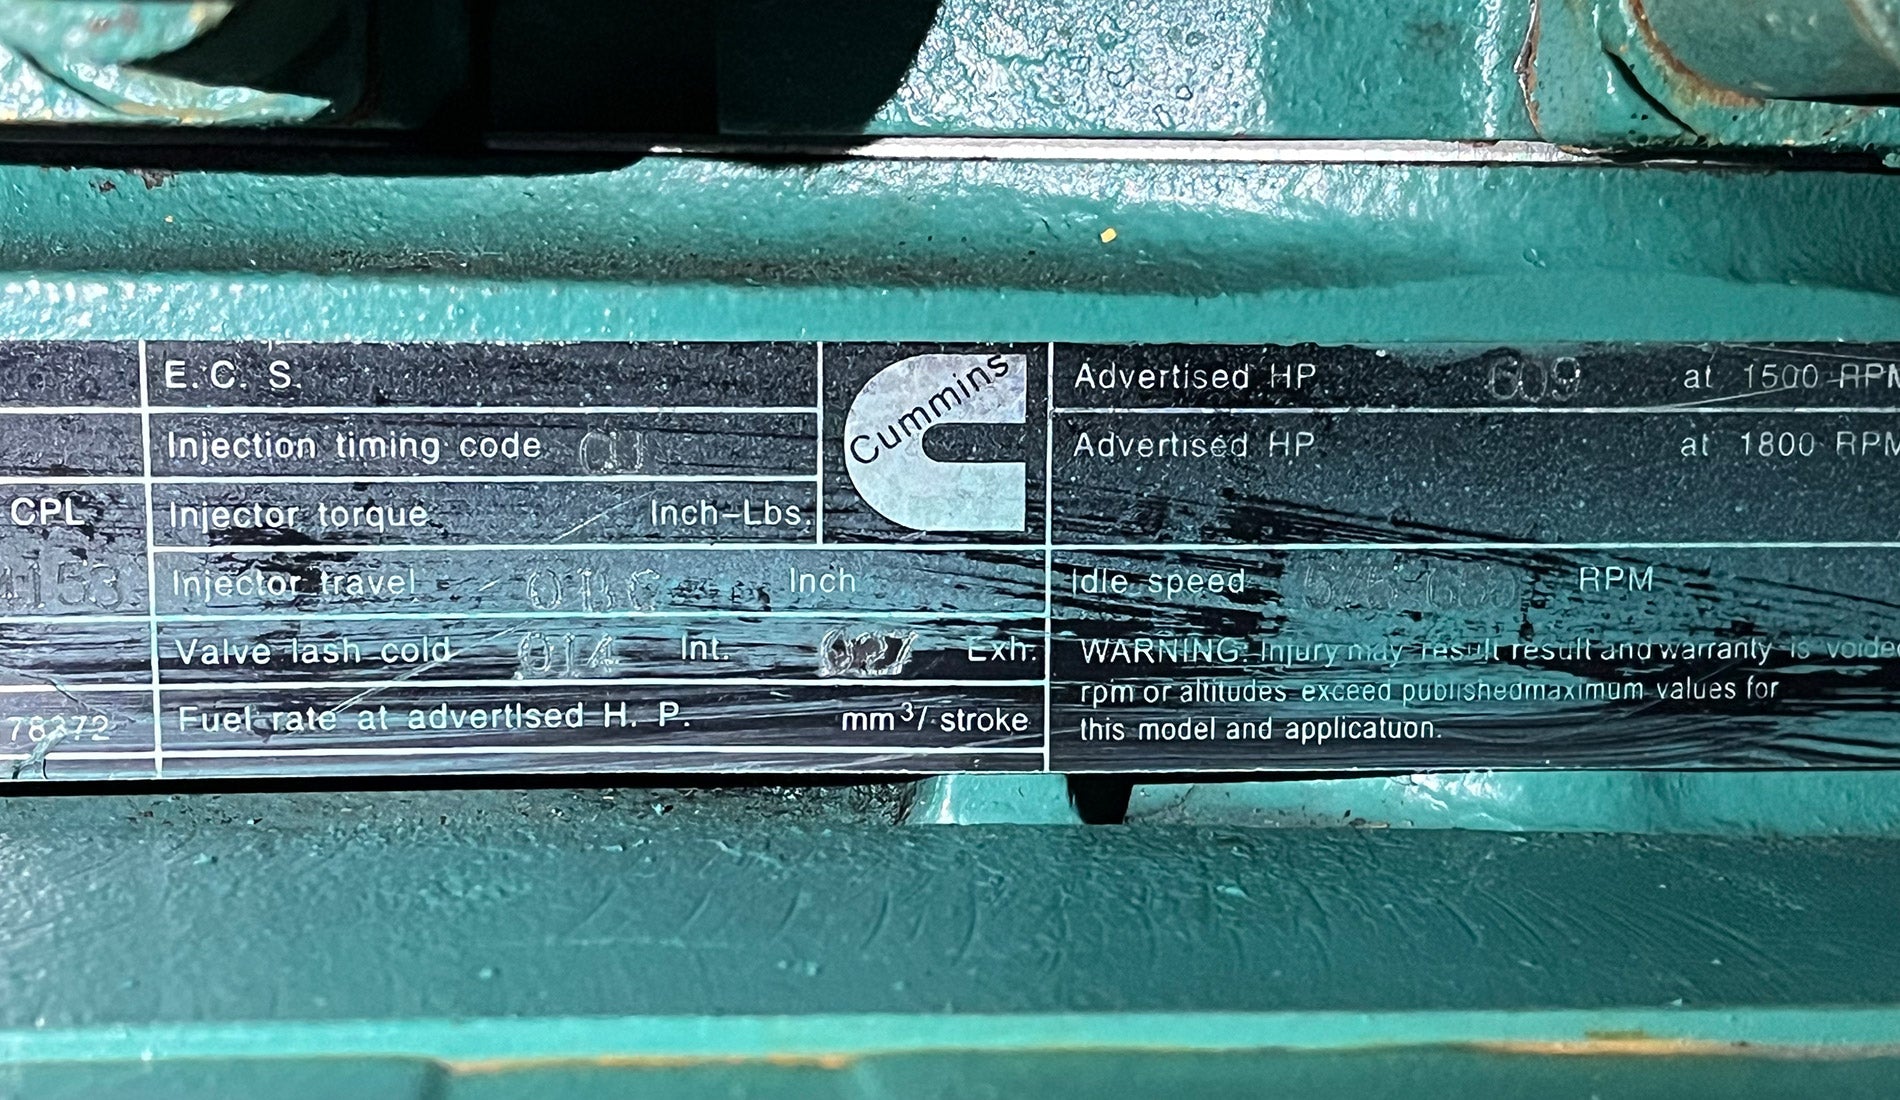 E. C. S.
Injection timing code CU
CPL
Injector torque Inch-Lbs.
Injector travel Inch
Valve lash cold .014 Int. .027 Exh.
78272
Fuel rate at advertised H. P. mm³/ stroke
Cummins
Advertised HP 609 at 1500 RPM
Advertised HP at 1800 RPM
Idle speed RPM
WARNING: Injury may result result and warranty is voided
rpm or altitudes exceed publishedmaximum values for
this model and applicatuon.